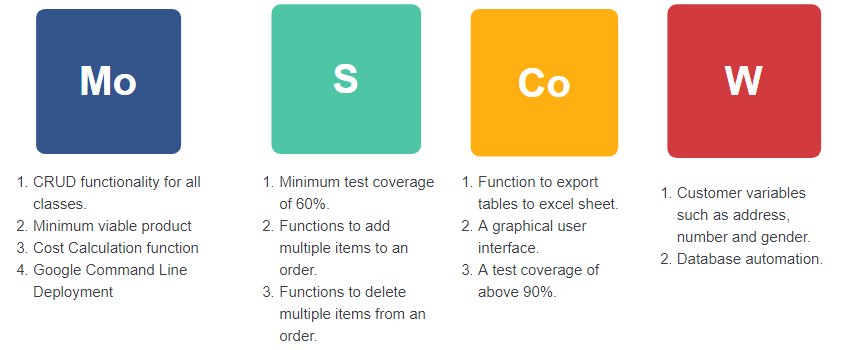 Mo
S
Co
W
1. CRUD functionality for all
classes.
2. Minimum viable product
3. Cost Calculation function
4. Google Command Line
Deployment
1. Minimum test coverage
of 60%.
2. Functions to add
multiple items to an
order.
3. Functions to delete
multiple items from an
order.
1. Function to export
tables to excel sheet.
2. A graphical user
interface.
3. A test coverage of
above 90%.
1. Customer variables
such as address,
number and gender.
2. Database automation.